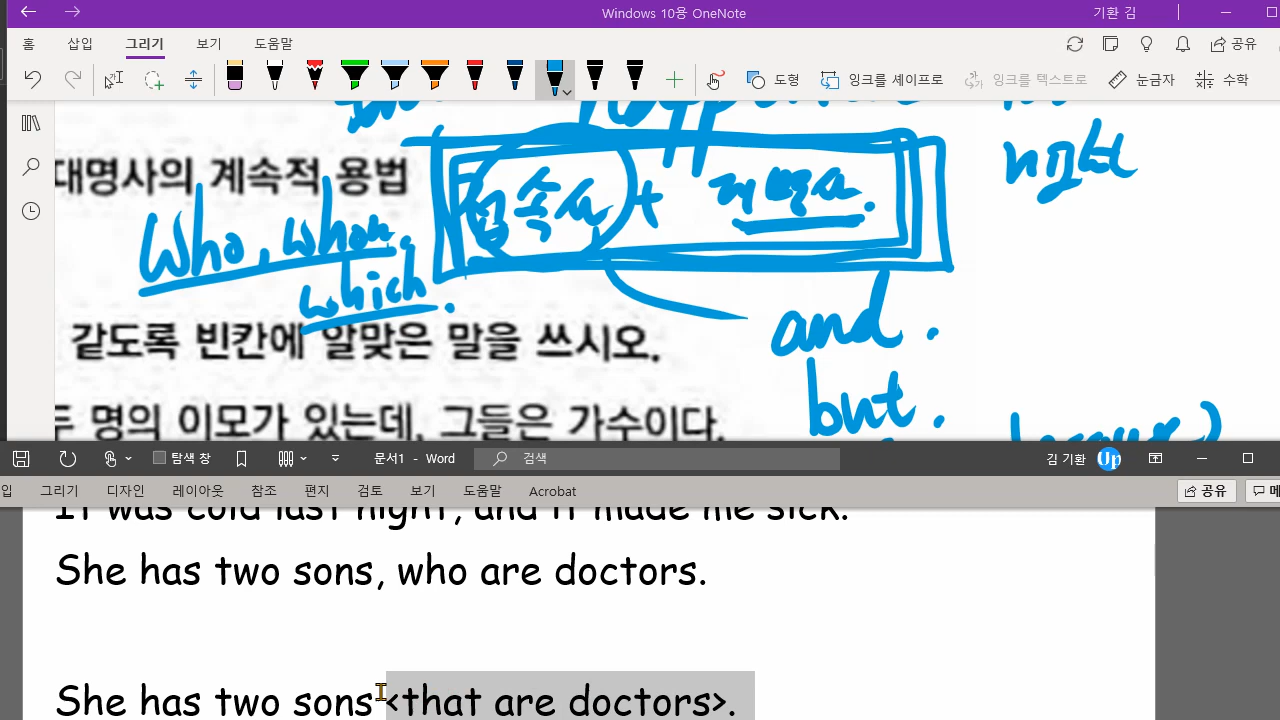 Windows 10용 OneNote 기환 김
홈 삽입 그리기 보기 도움말 공유
도형 잉크를 셰이프로 잉크를 텍스트로 눈금자 수학
night
대명사의 계속적 용법 접속사 + 대명사.
Who, whom,
which.
and.
같도록 빈칸에 알맞은 말을 쓰시오.
but.
두 명의 이모가 있는데, 그들은 가수이다.
탐색 창 문서1 - Word 검색 김 기환 Up
입 그리기 디자인 레이아웃 참조 편지 검토 보기 도움말 Acrobat 공유 메
It was cold last night, and it made me sick.
She has two sons, who are doctors.
She has two sons <that are doctors>.